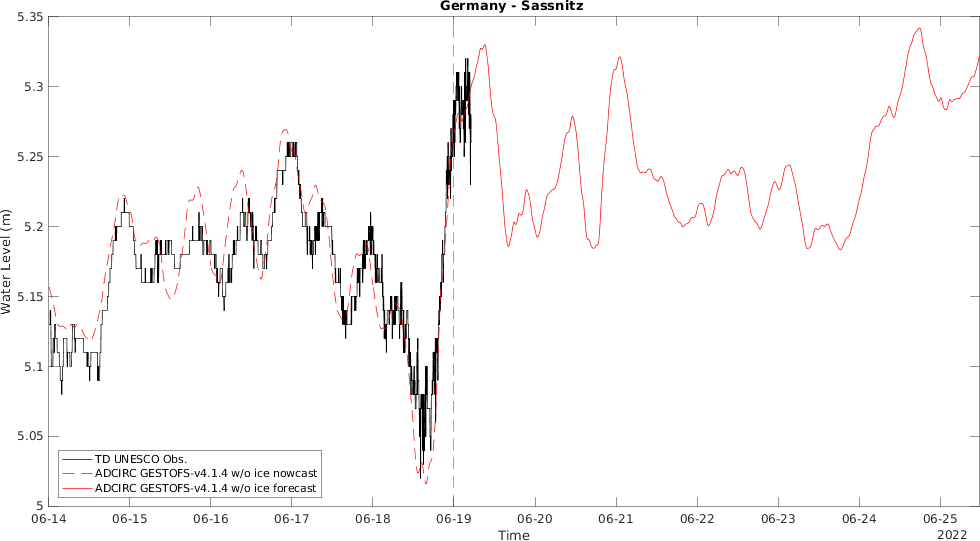 Germany - Sassnitz
Water Level (m)
5.35
5.3
5.25
5.2
5.15
5.1
5.05
5
TD UNESCO Obs.
ADCIRC GESTOFS-v4.1.4 w/o ice nowcast
ADCIRC GESTOFS-v4.1.4 w/o ice forecast
06-14 06-15 06-16 06-17 06-18 06-19 06-20 06-21 06-22 06-23 06-24 06-25
Time 2022